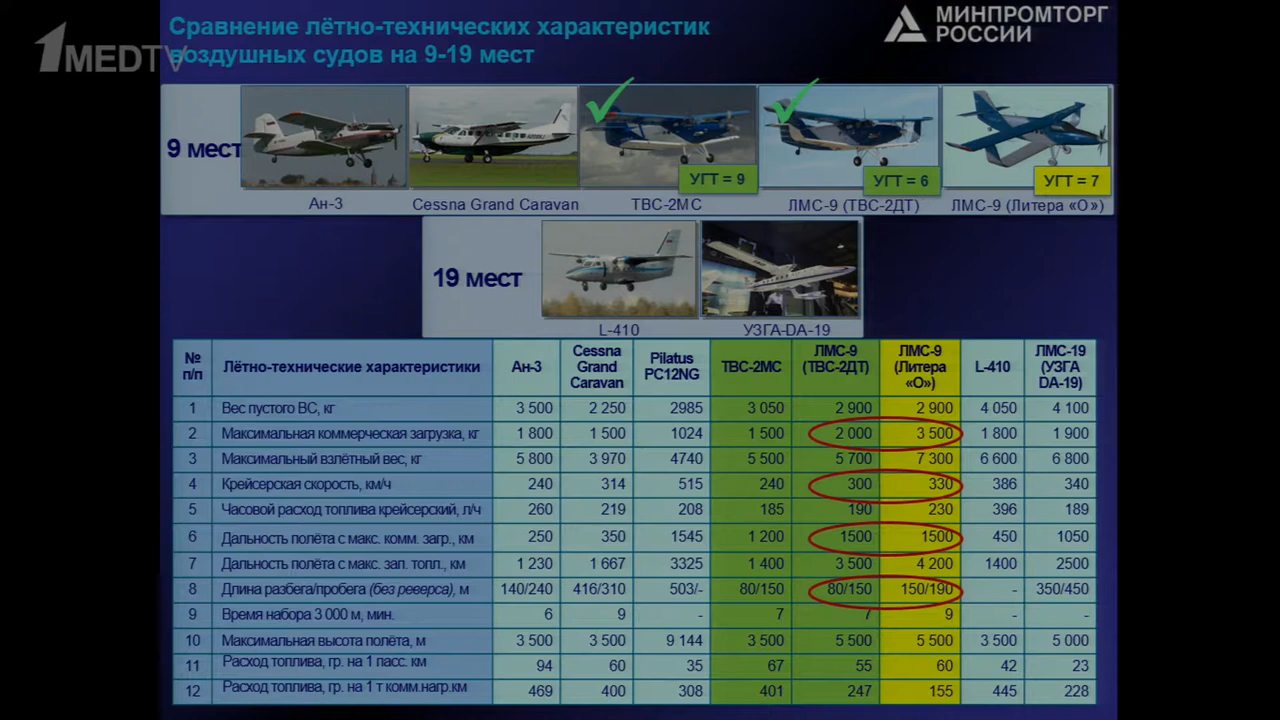 1MEDTV
Сравнение лётно-технических характеристик
воздушных судов на 9-19 мест
МИНПРОМТОРГ
РОССИИ
9 мест
УГТ = 9
УГТ = 6
УГТ = 7
Ан-3 Cessna Grand Caravan ТВС-2МС ЛМС-9 (ТВС-2ДТ) ЛМС-9 (Литера «О»)
19 мест
L-410 УЗГА-DA-19
№ п/п Лётно-технические характеристики Ан-3 Cessna Grand Caravan Pilatus PC12NG ТВС-2МС ЛМС-9 (ТВС-2ДТ) ЛМС-9 (Литера «О») L-410 ЛМС-19 (УЗГА DA-19)
1 Вес пустого ВС, кг 3 500 2 250 2985 3 050 2 900 2 900 4 050 4 100
2 Максимальная коммерческая загрузка, кг 1 800 1 500 1024 1 500 2 000 3 500 1 800 1 900
3 Максимальный взлётный вес, кг 5 800 3 970 4740 5 500 5 700 7 300 6 600 6 800
4 Крейсерская скорость, км/ч 240 314 515 240 300 330 386 340
5 Часовой расход топлива крейсерский, л/ч 260 219 208 185 190 230 396 189
6 Дальность полёта с макс. комм. загр., км 250 350 1545 1 200 1500 1500 450 1050
7 Дальность полёта с макс. зап. топл., км 1 230 1 667 3325 1 400 3 500 4 200 1400 2500
8 Длина разбега/пробега (без реверса), м 140/240 416/310 503/- 80/150 80/150 150/190 - 350/450
9 Время набора 3 000 м, мин. 6 9 - 7 7 9 - -
10 Максимальная высота полёта, м 3 500 3 500 9 144 3 500 5 500 5 500 3 500 5 000
11 Расход топлива, гр. на 1 пасс. км 94 60 35 67 55 60 42 23
12 Расход топлива, гр. на 1 т комм.нагр.км 469 400 308 401 247 155 445 228